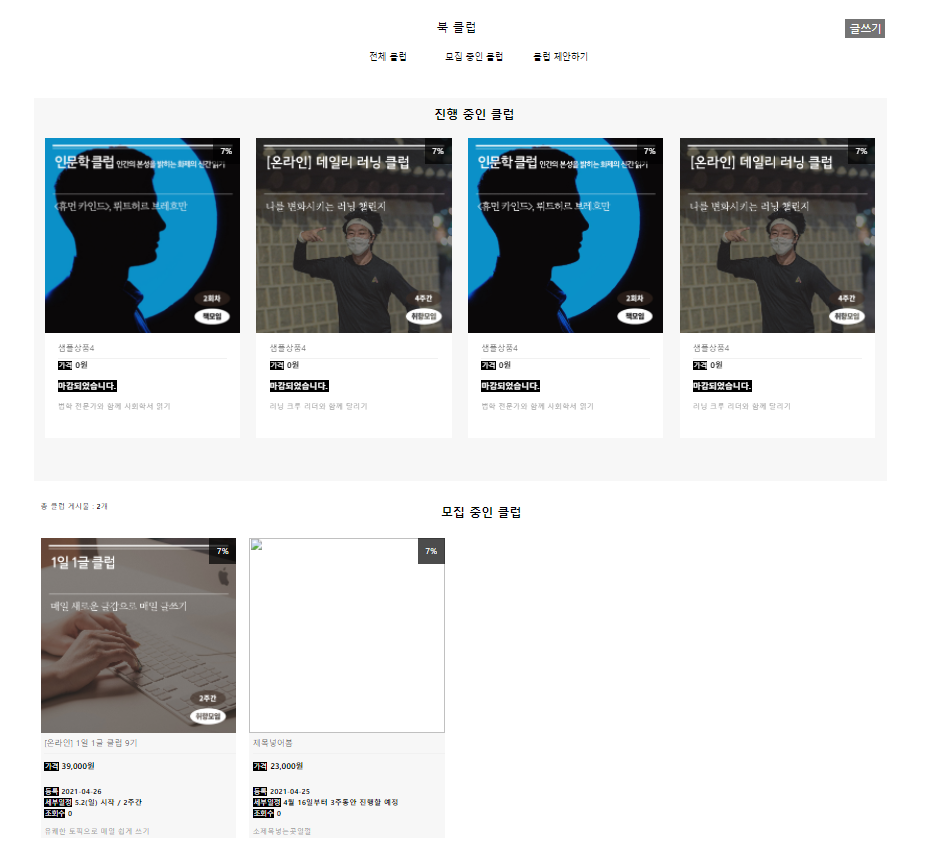 북 클럽
글쓰기
전체 클럽 모집 중인 클럽 클럽 제안하기
진행 중인 클럽
7%
인문학 클럽 인간의 본성을 밝히는 화제의 신간 읽기
<휴먼 카인드>, 뤼트허르 브레흐만
2회차
책모임
샘플상품4
가격 0원
마감되었습니다.
법학 전문가와 함께 사회학서 읽기
7%
[온라인] 데일리 러닝 클럽
나를 변화시키는 러닝 챌린지
4주간
취향모임
샘플상품4
가격 0원
마감되었습니다.
러닝 크루 리더와 함께 달리기
7%
인문학 클럽 인간의 본성을 밝히는 화제의 신간 읽기
<휴먼 카인드>, 뤼트허르 브레흐만
2회차
책모임
샘플상품4
가격 0원
마감되었습니다.
법학 전문가와 함께 사회학서 읽기
7%
[온라인] 데일리 러닝 클럽
나를 변화시키는 러닝 챌린지
4주간
취향모임
샘플상품4
가격 0원
마감되었습니다.
러닝 크루 리더와 함께 달리기
총 클럽 게시물 : 2개
모집 중인 클럽
7%
1일 1글 클럽
매일 새로운 글감으로 매일 글쓰기
2주간
취향모임
[온라인] 1일 1글 클럽 9기
가격 39,000원
등록 2021-04-26
세부일정 5.2(일) 시작 / 2주간
조회수 0
유쾌한 토픽으로 매일 쉽게 쓰기
7%
제목넣어봄
가격 23,000원
등록 2021-04-25
세부일정 4월 16일부터 3주동안 진행할 예정
조회수 0
소제목넣는곳일껄